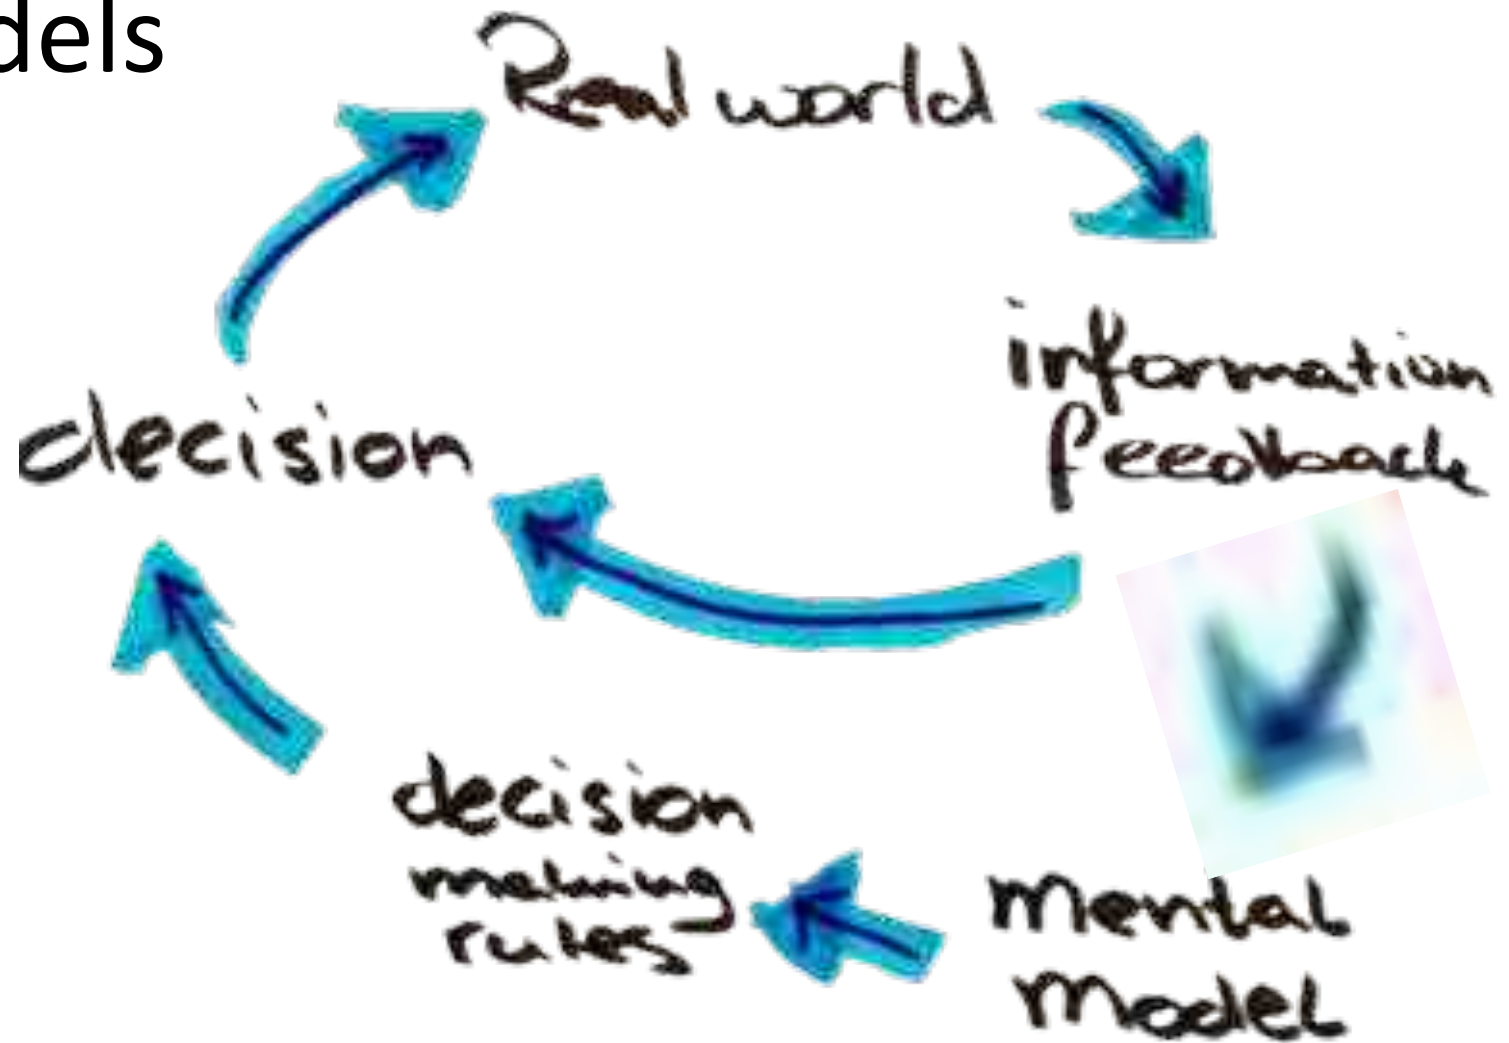 dels
Real world
information
feedback
decision
decision
making
rules
mental
model